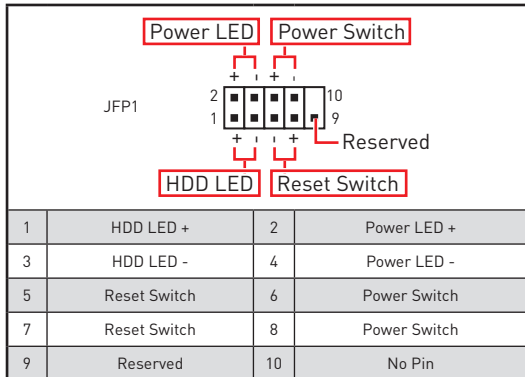 Power LED Power Switch
+ - + -
JFP1
2 10
1 9
+ - - +
Reserved
HDD LED Reset Switch
1 HDD LED + 2 Power LED +
3 HDD LED - 4 Power LED -
5 Reset Switch 6 Power Switch
7 Reset Switch 8 Power Switch
9 Reserved 10 No Pin